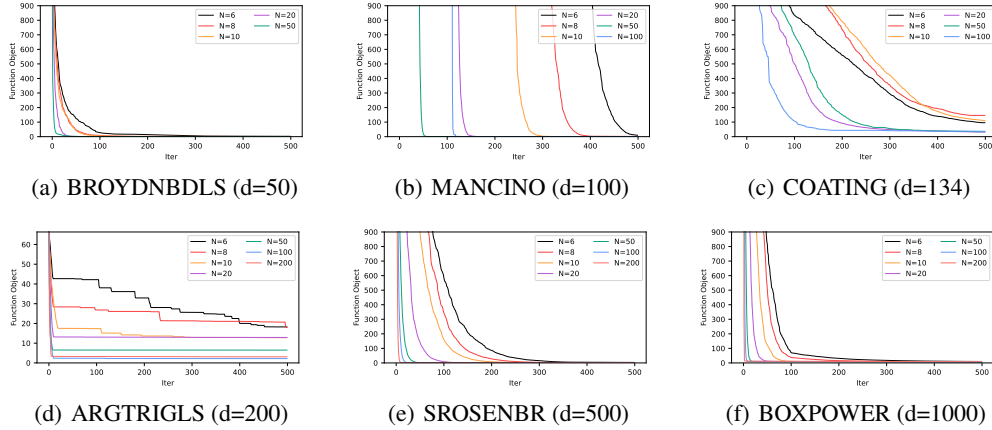 900
800
700
600
500
400
300
200
100
0
Function Object
0 100 200 300 400 500
Iter
N=6 N=20
N=8 N=50
N=10
(a) BROYDNBDLS (d=50)
900
800
700
600
500
400
300
200
100
0
Function Object
0 100 200 300 400 500
Iter
N=6 N=20
N=8 N=50
N=10 N=100
(b) MANCINO (d=100)
900
800
700
600
500
400
300
200
100
0
Function Object
0 100 200 300 400 500
Iter
N=6 N=20
N=8 N=50
N=10 N=100
(c) COATING (d=134)
60
50
40
30
20
10
0
Function Object
0 100 200 300 400 500
Iter
N=6 N=50
N=8 N=100
N=10 N=200
N=20
(d) ARGTRIGLS (d=200)
900
800
700
600
500
400
300
200
100
0
Function Object
0 100 200 300 400 500
Iter
N=6 N=50
N=8 N=100
N=10 N=200
N=20
(e) SROSENBR (d=500)
900
800
700
600
500
400
300
200
100
0
Function Object
0 100 200 300 400 500
Iter
N=6 N=50
N=8 N=100
N=10 N=200
N=20
(f) BOXPOWER (d=1000)